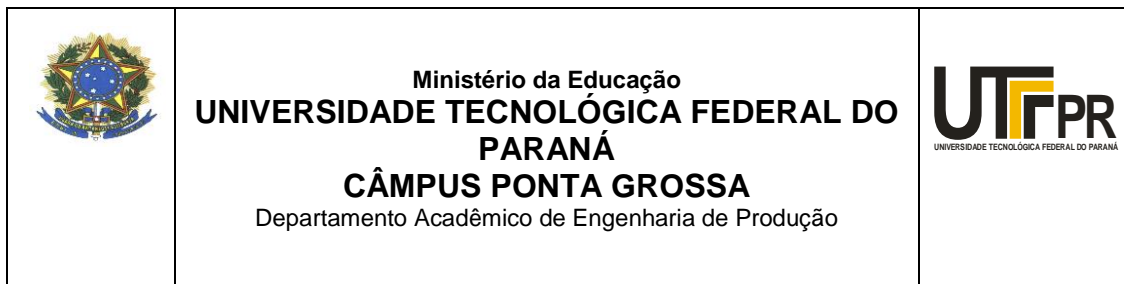 Ministério da Educação
UNIVERSIDADE TECNOLÓGICA FEDERAL DO
PARANÁ
CÂMPUS PONTA GROSSA
Departamento Acadêmico de Engenharia de Produção
UTFPR
UNIVERSIDADE TECNOLÓGICA FEDERAL DO PARANÁ